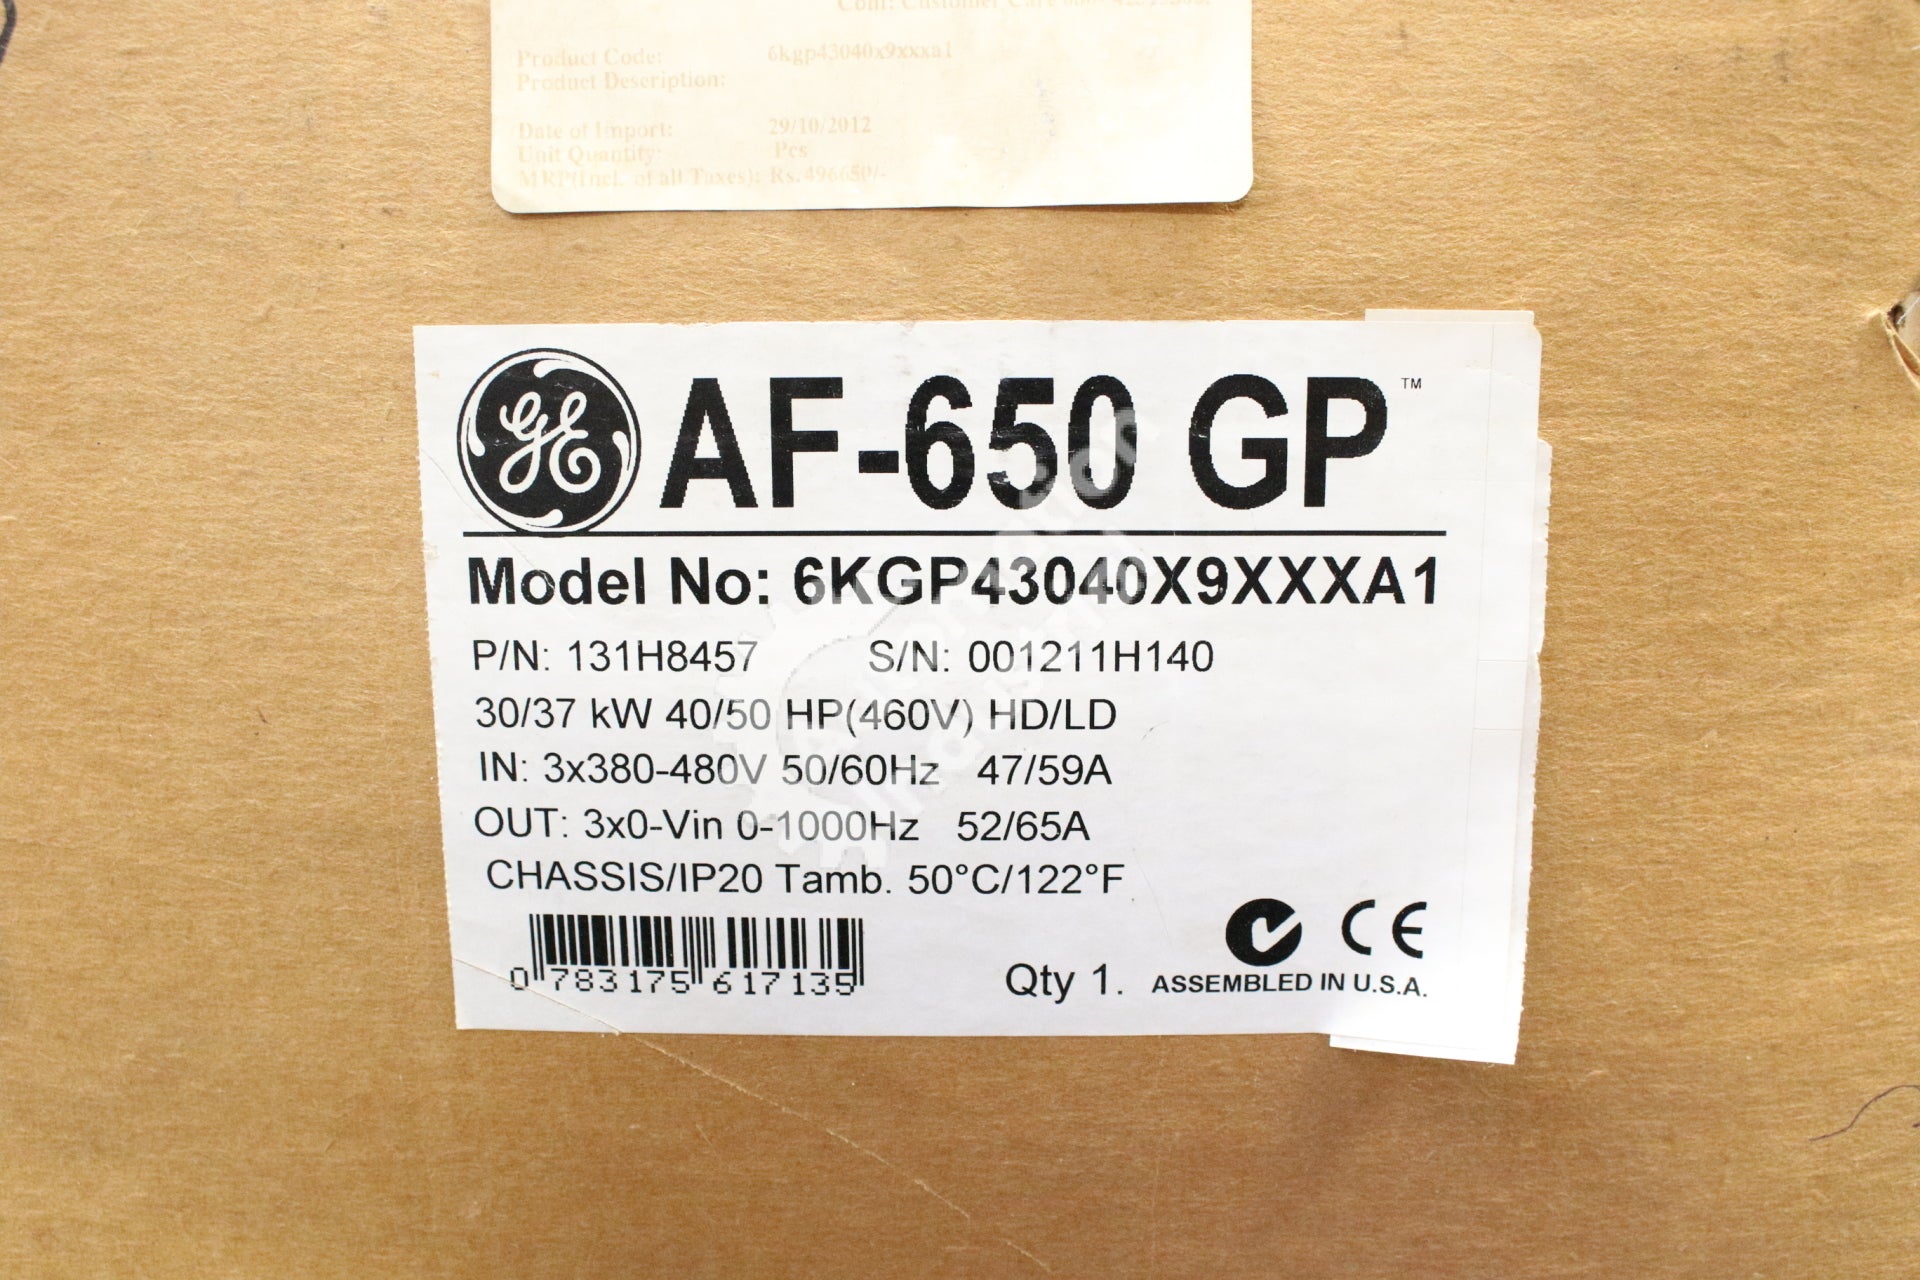 Product Code: 6kgp43040x9xxxa1
Product Description:
Date of Import: 29/10/2012
Unit Quantity: Pcs
MRP(Incl. of all Taxes): Rs. 496650/-
GE AF-650 GP™
Model No: 6KGP43040X9XXXA1
P/N: 131H8457 S/N: 001211H140
30/37 kW 40/50 HP(460V) HD/LD
IN: 3x380-480V 50/60Hz 47/59A
OUT: 3x0-Vin 0-1000Hz 52/65A
CHASSIS/IP20 Tamb. 50°C/122°F
0 783175 617135
Qty 1. ASSEMBLED IN U.S.A.
CE